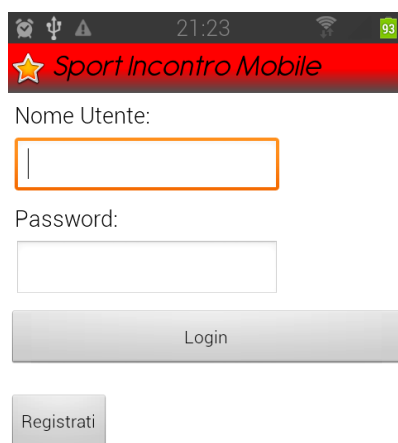 21:23
93
Sport Incontro Mobile
Nome Utente:
Password:
Login
Registrati